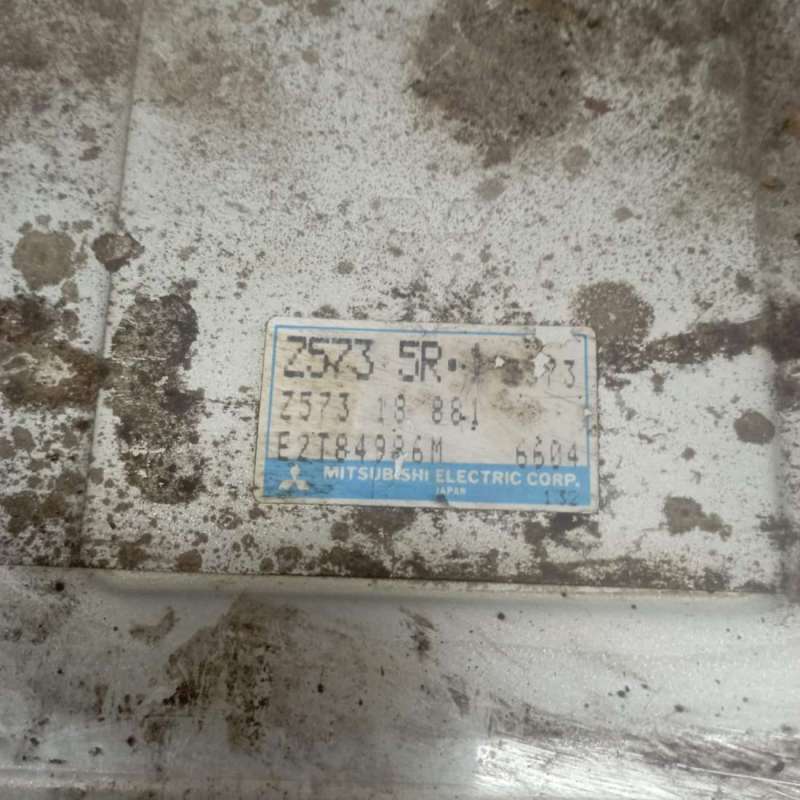 Z573 5R
Z573 18 881
E2T84986M 6604
MITSUBISHI ELECTRIC CORP.
JAPAN 132